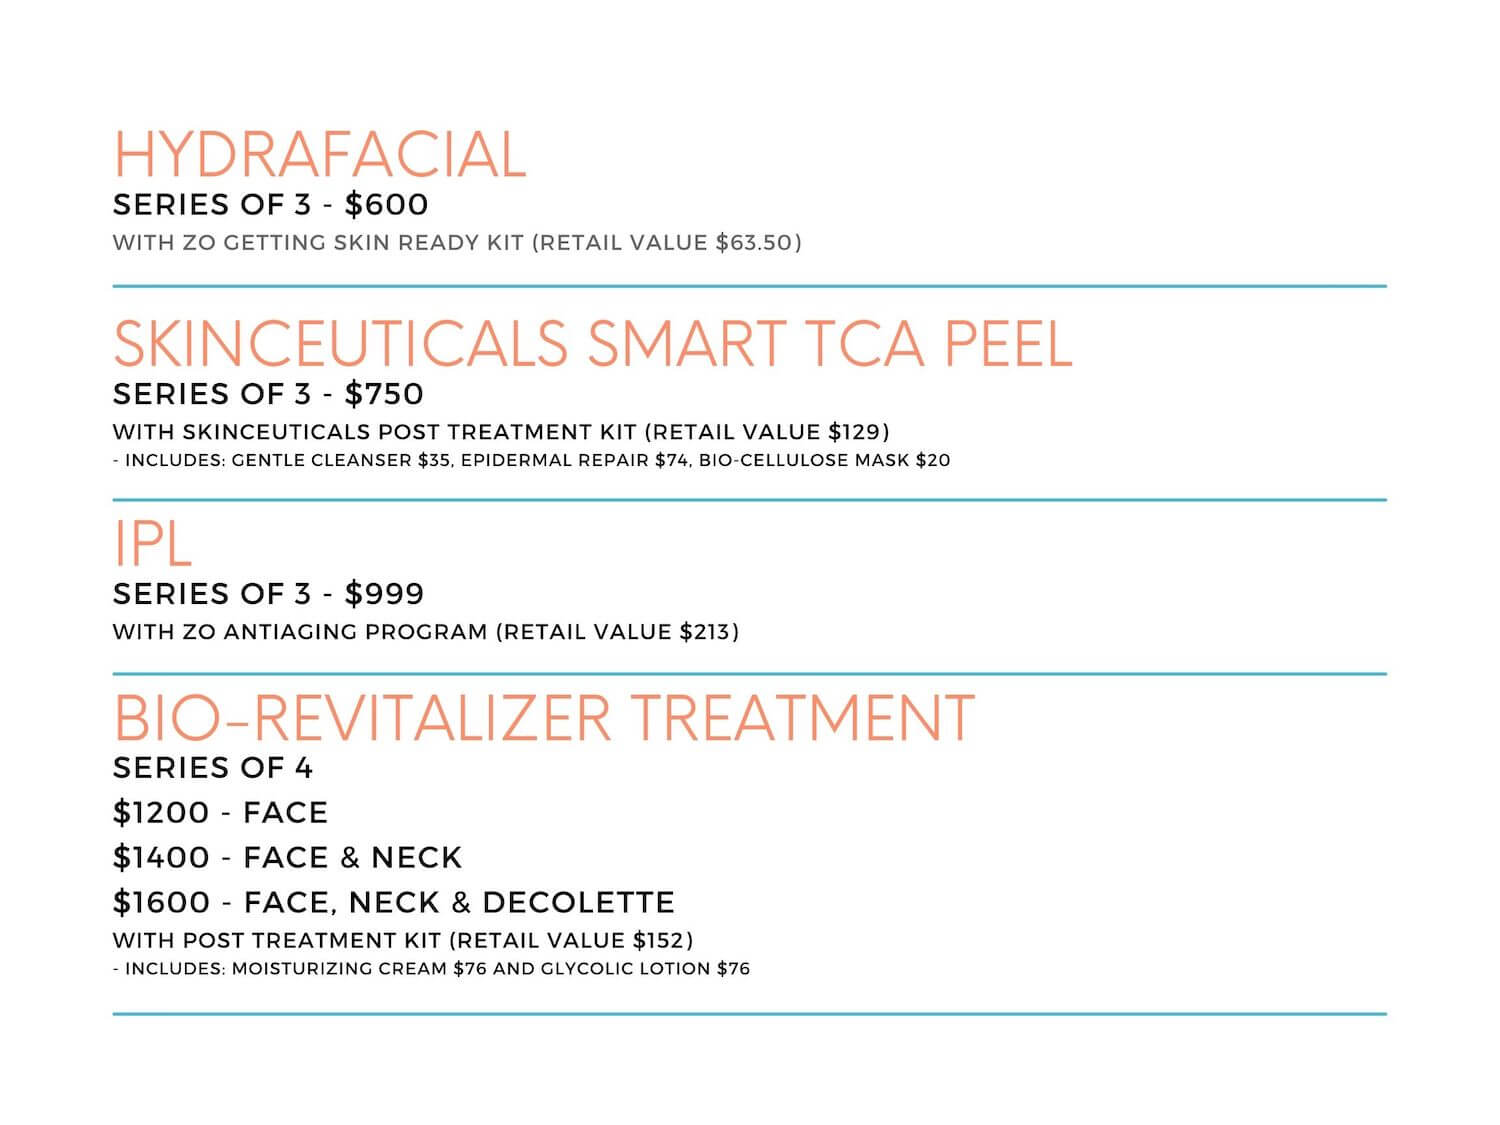 HYDRAFACIAL
SERIES OF 3 - $600
WITH ZO GETTING SKIN READY KIT (RETAIL VALUE $63.50)
SKINCEUTICALS SMART TCA PEEL
SERIES OF 3 - $750
WITH SKINCEUTICALS POST TREATMENT KIT (RETAIL VALUE $129)
- INCLUDES: GENTLE CLEANSER $35, EPIDERMAL REPAIR $74, BIO-CELLULOSE MASK $20
IPL
SERIES OF 3 - $999
WITH ZO ANTIAGING PROGRAM (RETAIL VALUE $213)
BIO-REVITALIZER TREATMENT
SERIES OF 4
$1200 - FACE
$1400 - FACE & NECK
$1600 - FACE, NECK & DECOLETTE
WITH POST TREATMENT KIT (RETAIL VALUE $152)
- INCLUDES: MOISTURIZING CREAM $76 AND GLYCOLIC LOTION $76